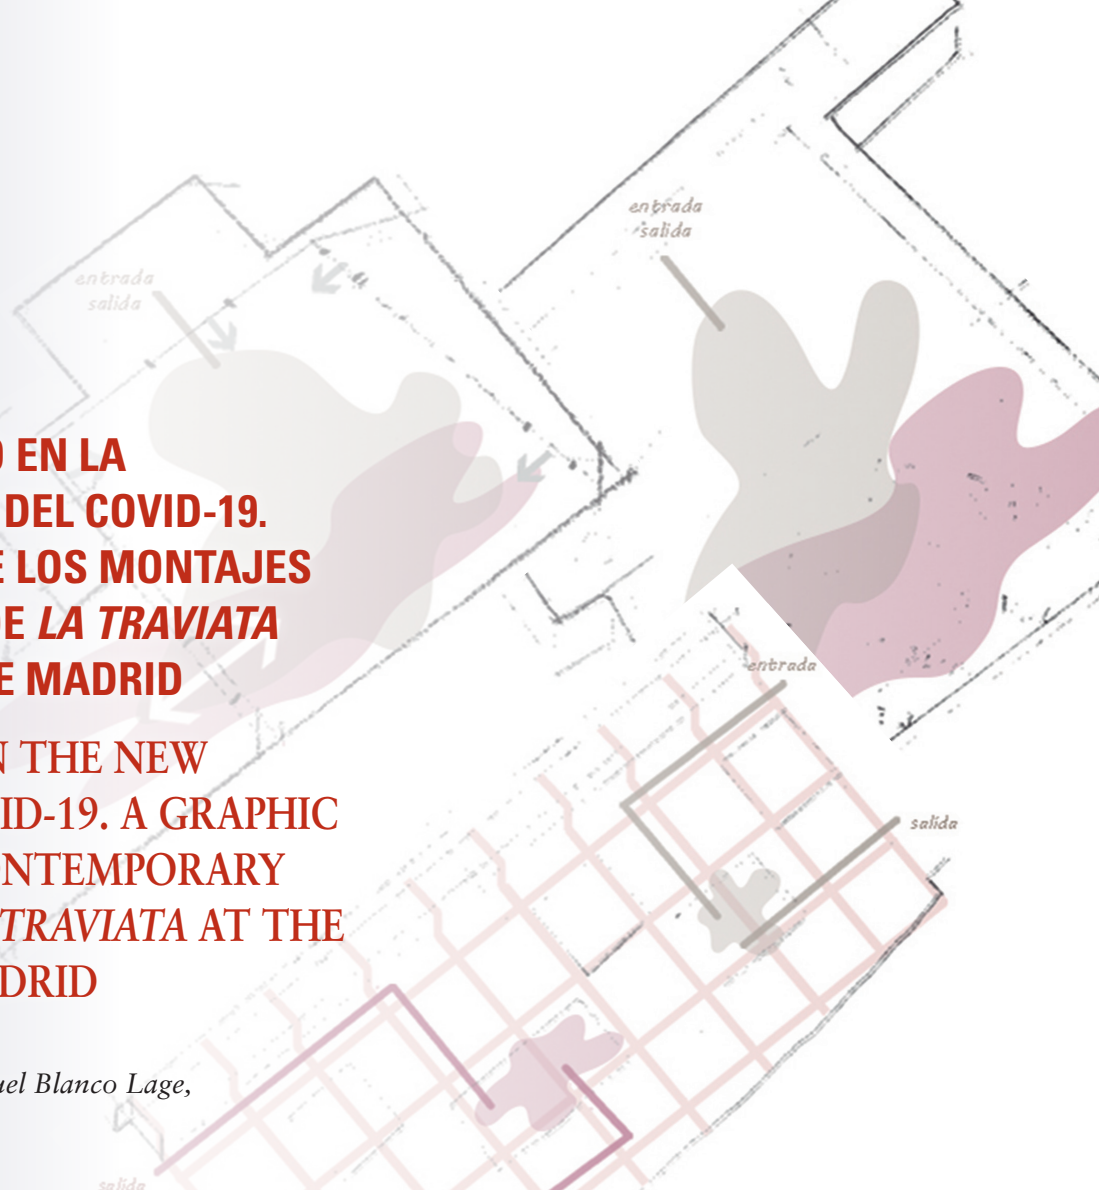 entrada
salida
entrada
salida
EN LA
DEL COVID-19.
LOS MONTAJES
DE LA TRAVIATA
MADRID
entrada
THE NEW
salida
ID-19. A GRAPHIC
NTEMPORARY
TRAVIATA AT THE
DRID
uel Blanco Lage,
salida